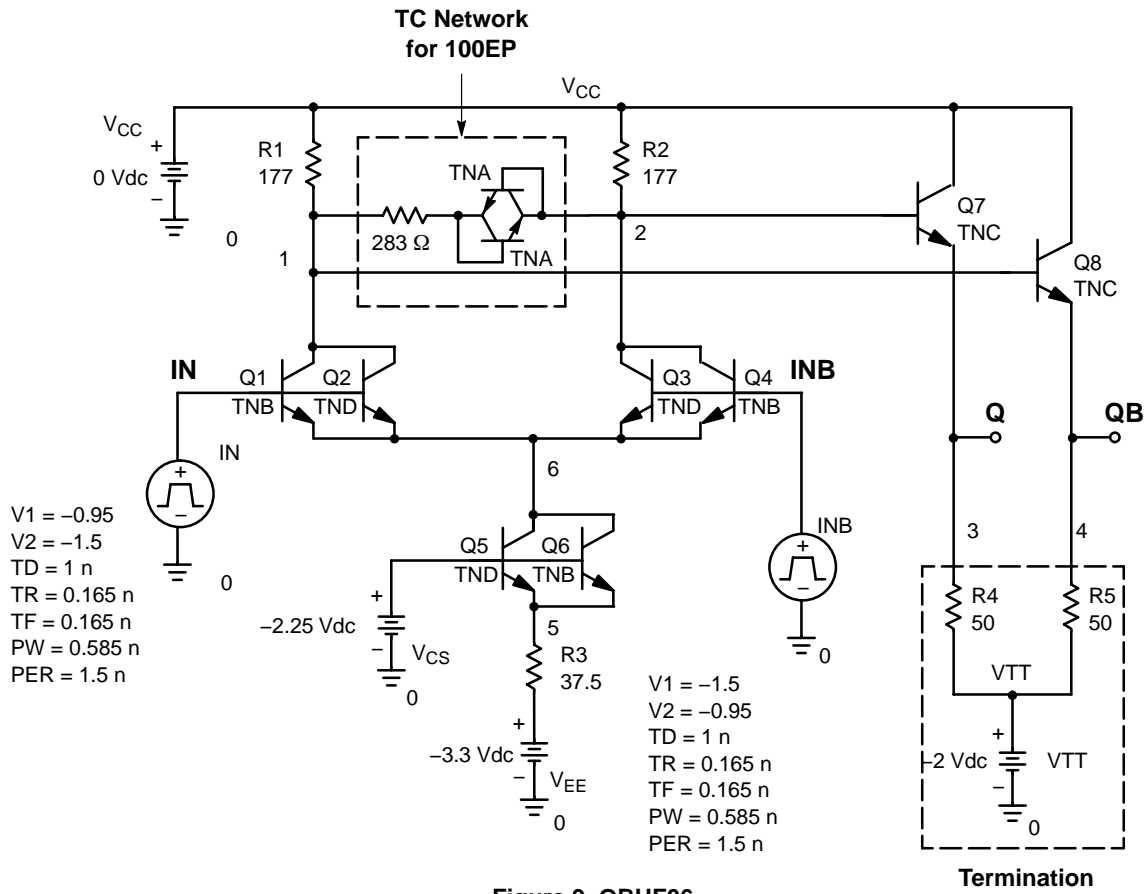 TC Network
for 100EP
VCC
VCC
+
0 Vdc
−
0
R1
177
R2
177
TNA
283 Ω
TNA
1
2
Q7
TNC
Q8
TNC
IN
Q1
TNB
Q2
TND
Q3
TND
Q4
TNB
INB
Q
QB
IN
+
−
0
V1 = −0.95
V2 = −1.5
TD = 1 n
TR = 0.165 n
TF = 0.165 n
PW = 0.585 n
PER = 1.5 n
6
Q5
TND
Q6
TNB
INB
+
−
0
3
4
+
−2.25 Vdc
−
VCS
0
5
R3
37.5
+
−3.3 Vdc
−
VEE
0
V1 = −1.5
V2 = −0.95
TD = 1 n
TR = 0.165 n
TF = 0.165 n
PW = 0.585 n
PER = 1.5 n
R4
50
R5
50
VTT
+
−2 Vdc
−
VTT
0
Termination